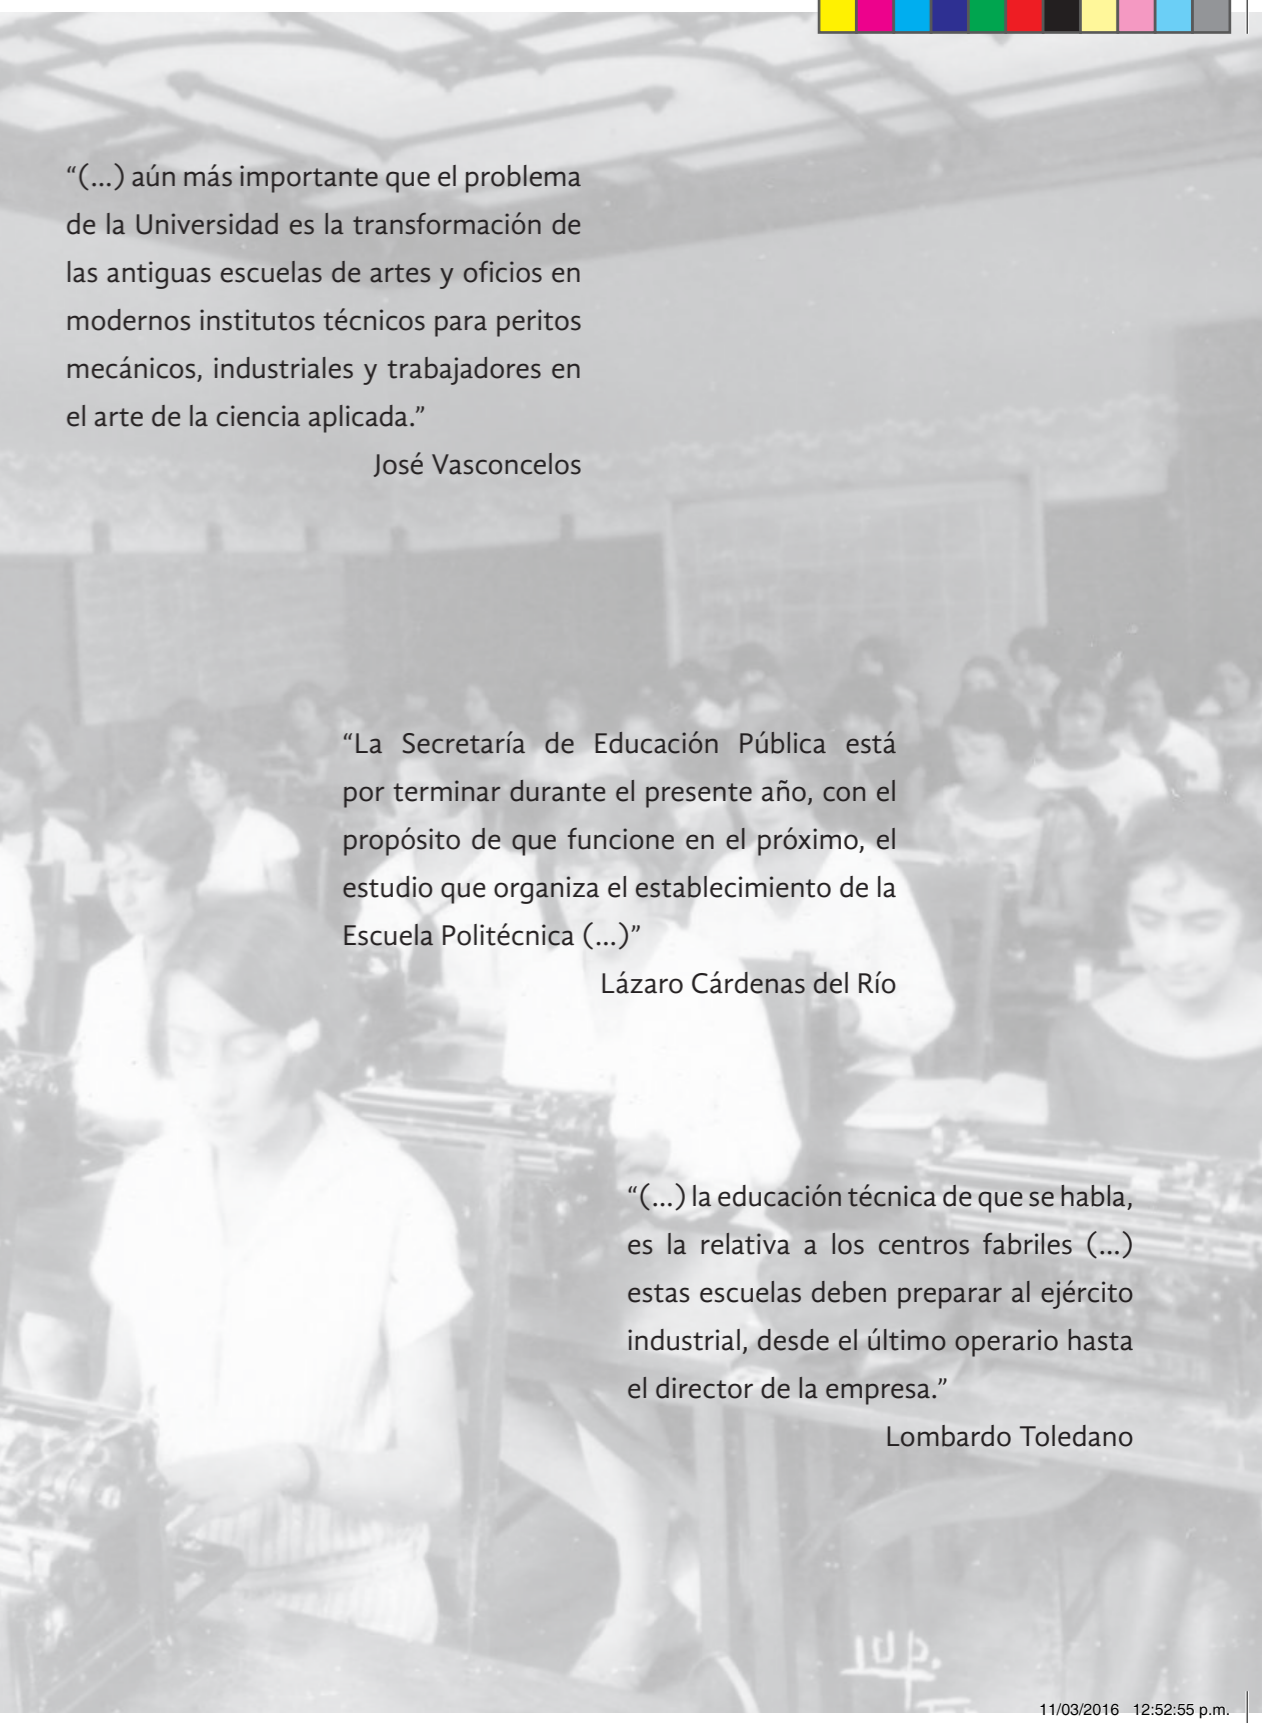 “(...) aún más importante que el problema
de la Universidad es la transformación de
las antiguas escuelas de artes y oficios en
modernos institutos técnicos para peritos
mecánicos, industriales y trabajadores en
el arte de la ciencia aplicada.”
José Vasconcelos
“La Secretaría de Educación Pública está
por terminar durante el presente año, con el
propósito de que funcione en el próximo, el
estudio que organiza el establecimiento de la
Escuela Politécnica (...)”
Lázaro Cárdenas del Río
“(...) la educación técnica de que se habla,
es la relativa a los centros fabriles (...)
estas escuelas deben preparar al ejército
industrial, desde el último operario hasta
el director de la empresa.”
Lombardo Toledano
11/03/2016 12:52:55 p.m.